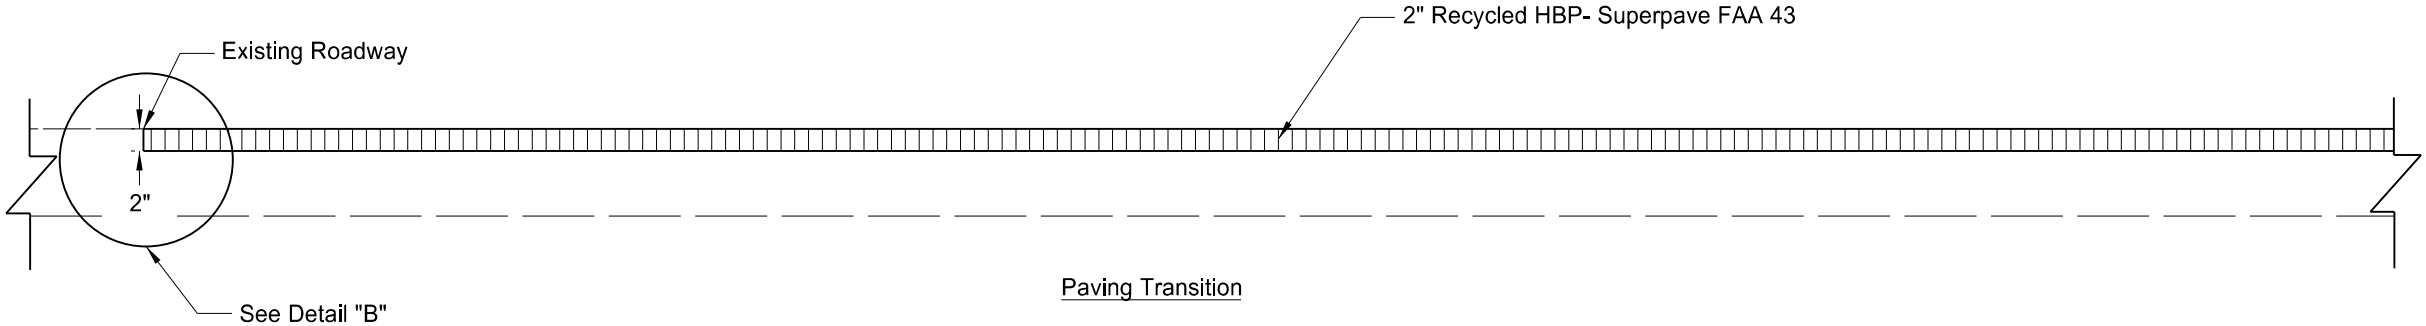 2" Recycled HBP- Superpave FAA 43
Existing Roadway
2"
Paving Transition
See Detail "B"